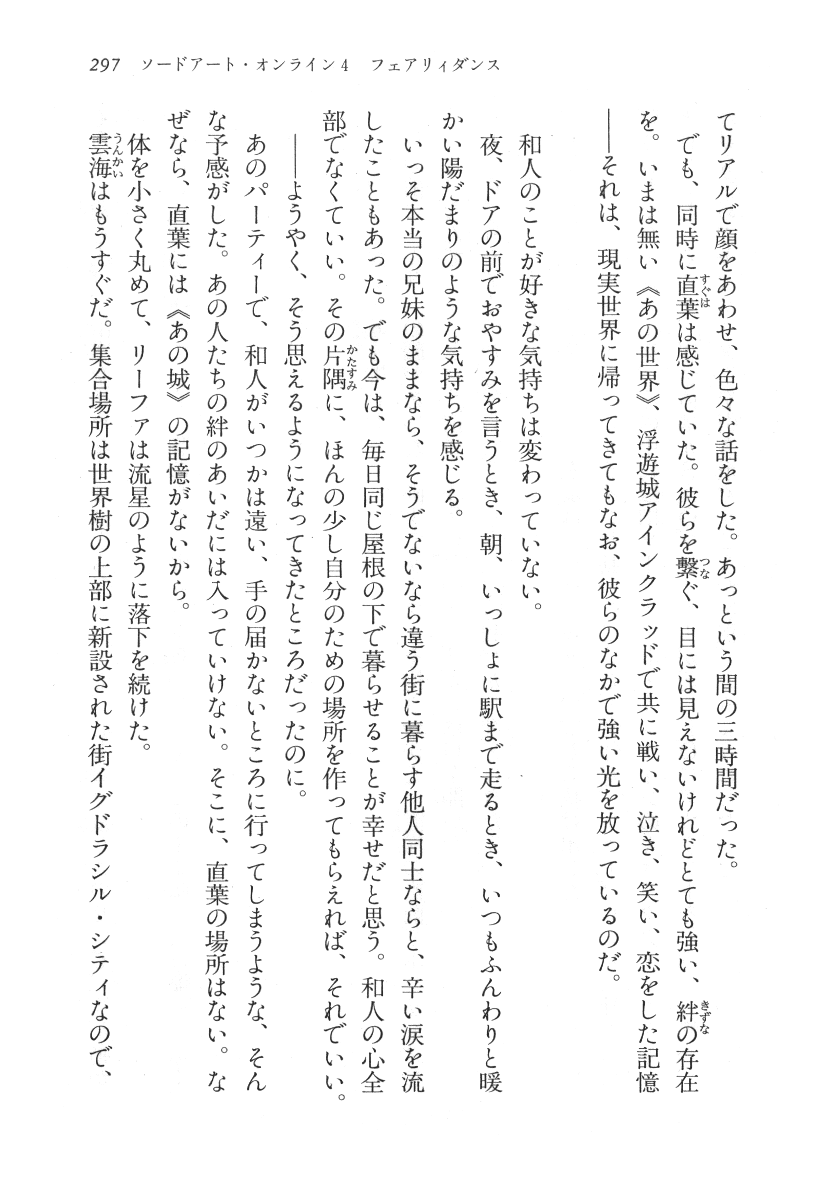 297 ソードアート・オンライン4 フェアリィダンス
てリアルで顔をあわせ、色々な話をした。あっという間の三時間だった。
でも、同時に直葉は感じていた。彼らを繋ぐ、目には見えないけれどとても強い、絆の存在
を。いまは無い《あの世界》、浮遊城アインクラッドで共に戦い、泣き、笑い、恋をした記憶
――それは、現実世界に帰ってきてもなお、彼らのなかで強い光を放っているのだ。
和人のことが好きな気持ちは変わっていない。
夜、ドアの前でおやすみを言うとき、朝、いっしょに駅まで走るとき、いつもふんわりと暖
かい陽だまりのような気持ちを感じる。
いっそ本当の兄妹のままなら、そうでないなら違う街に暮らす他人同士ならと、辛い涙を流
したこともあった。でも今は、毎日同じ屋根の下で暮らせることが幸せだと思う。和人の心全
部でなくていい。その片隅に、ほんの少し自分のための場所を作ってもらえれば、それでいい。
――ようやく、そう思えるようになってきたところだったのに。
あのパーティーで、和人がいつかは遠い、手の届かないところに行ってしまうような、そん
な予感がした。あの人たちの絆のあいだには入っていけない。そこに、直葉の場所はない。な
ぜなら、直葉には《あの城》の記憶がないから。
体を小さく丸めて、リーファは流星のように落下を続けた。
雲海はもうすぐだ。集合場所は世界樹の上部に新設された街イグドラシル・シティなので、
すぐは
つな
きずな
かたすみ
うんかい